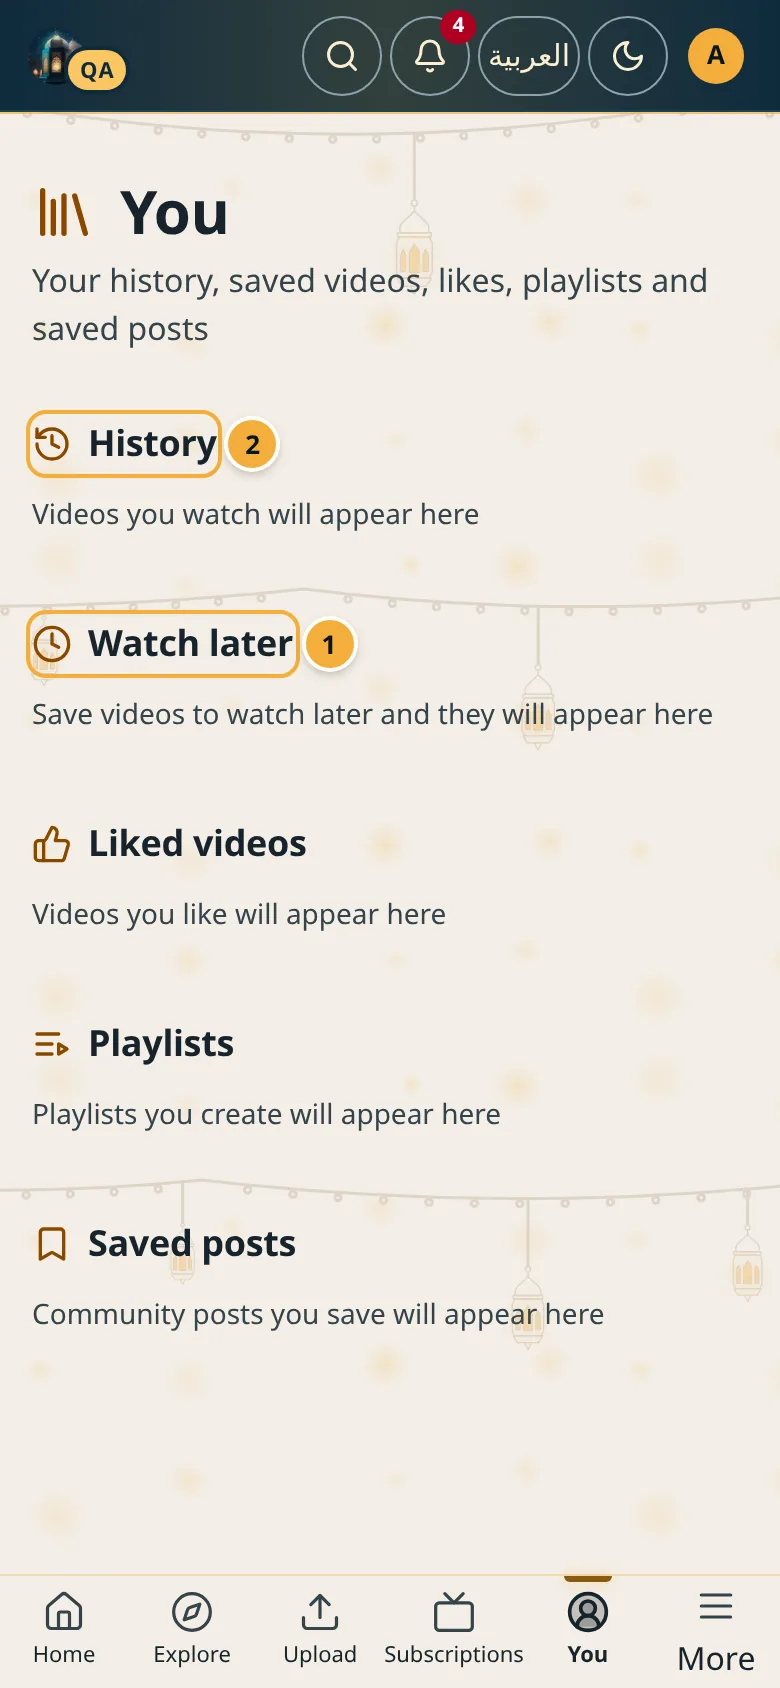 QA
4
العربية
A
You
Your history, saved videos, likes, playlists and
saved posts
History 2
Videos you watch will appear here
Watch later 1
Save videos to watch later and they will appear here
Liked videos
Videos you like will appear here
Playlists
Playlists you create will appear here
Saved posts
Community posts you save will appear here
Home Explore Upload Subscriptions You More